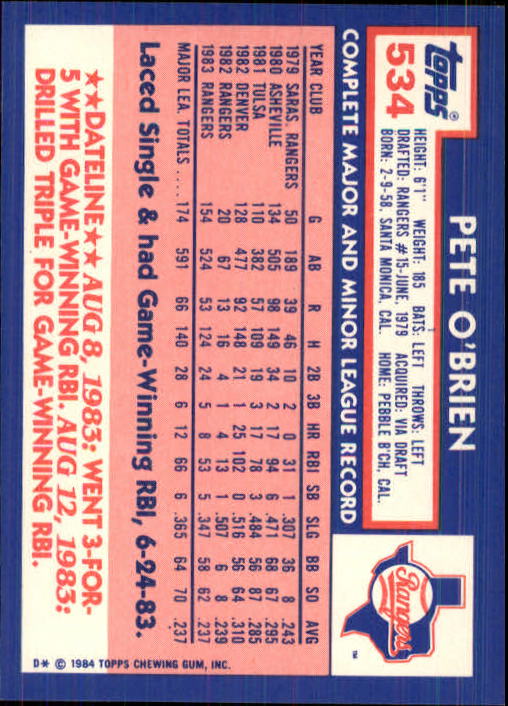 topps®
534
PETE O'BRIEN
HEIGHT: 6'1" WEIGHT: 185 BATS: LEFT THROWS: LEFT
DRAFTED: RANGERS #15-JUNE, 1979 ACQUIRED: VIA DRAFT
BORN: 2-9-58, SANTA MONICA, CAL. HOME: PEBBLE B'CH, CAL.
Rangers
TM
COMPLETE MAJOR AND MINOR LEAGUE RECORD
YEAR CLUB G AB R H 2B 3B HR RBI SB SLG BB SO AVG
1979 SARAS. RANGERS 50 189 39 46 10 2 0 31 1 .307 36 8 .243
1980 ASHEVILLE 134 505 98 149 34 2 17 94 6 .471 68 67 .295
1981 TULSA 110 382 57 109 19 3 17 78 3 .484 56 87 .285
1982 DENVER 128 477 92 148 21 1 25 102 0 .516 56 64 .310
1982 RANGERS 20 67 13 16 4 1 4 13 1 .507 6 8 .239
1983 RANGERS 154 524 53 124 24 5 8 53 5 .347 58 62 .237
MAJOR LEA. TOTALS .... 174 591 66 140 28 6 12 66 6 .365 64 70 .237
Laced Single & had Game-Winning RBI, 6-24-83.
★★DATELINE★★ AUG 8, 1983: WENT 3-FOR-
5 WITH GAME-WINNING RBI. AUG 12, 1983:
DRILLED TRIPLE FOR GAME-WINNING RBI.
D* © 1984 TOPPS CHEWING GUM, INC.